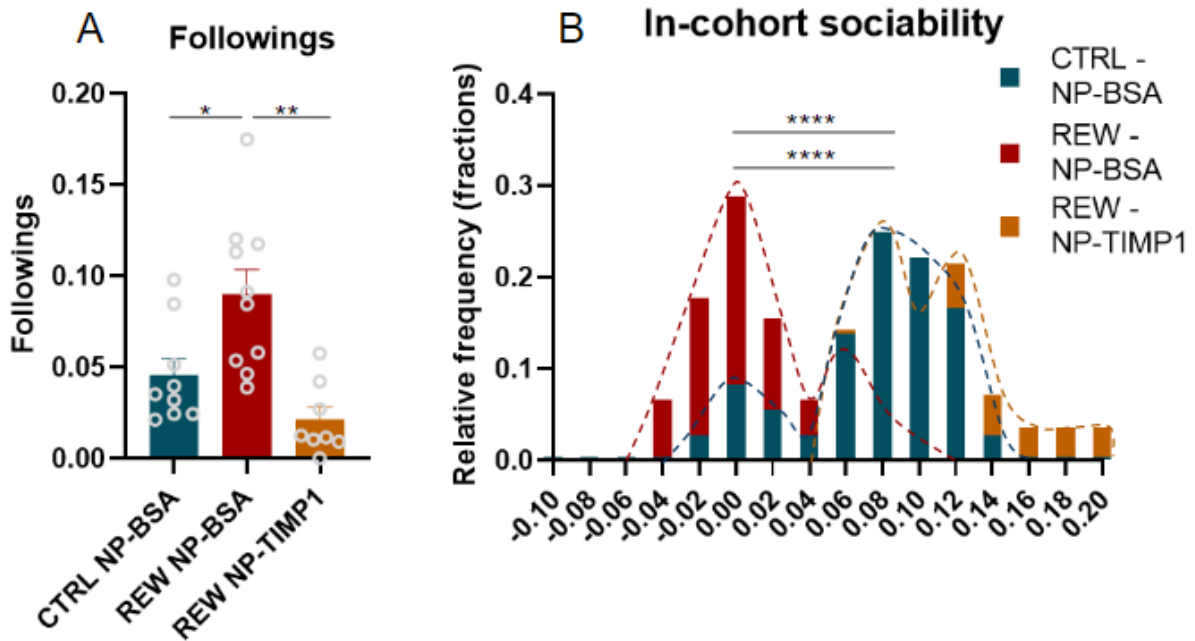 A
Followings
Followings
0.20
0.15
0.10
0.05
0.00
*
**
CTRL NP-BSA
REW NP-BSA
REW NP-TIMP1
B
In-cohort sociability
Relative frequency (fractions)
0.4
0.3
0.2
0.1
0.0
****
****
-0.10
-0.08
-0.06
-0.04
-0.02
0.00
0.02
0.04
0.06
0.08
0.10
0.12
0.14
0.16
0.18
0.20
CTRL -
NP-BSA
REW -
NP-BSA
REW -
NP-TIMP1